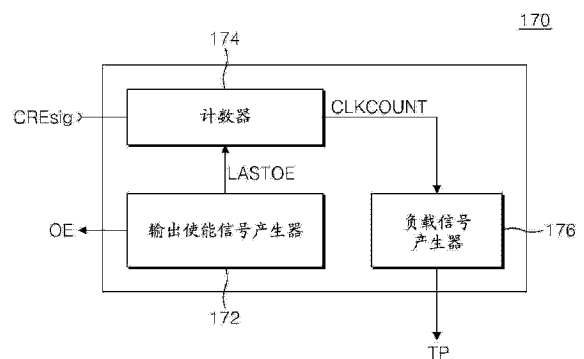 170
174
CREsig
计数器
CLKCOUNT
LASTOE
OE
输出使能信号产生器
负载信号
产生器
176
172
TP